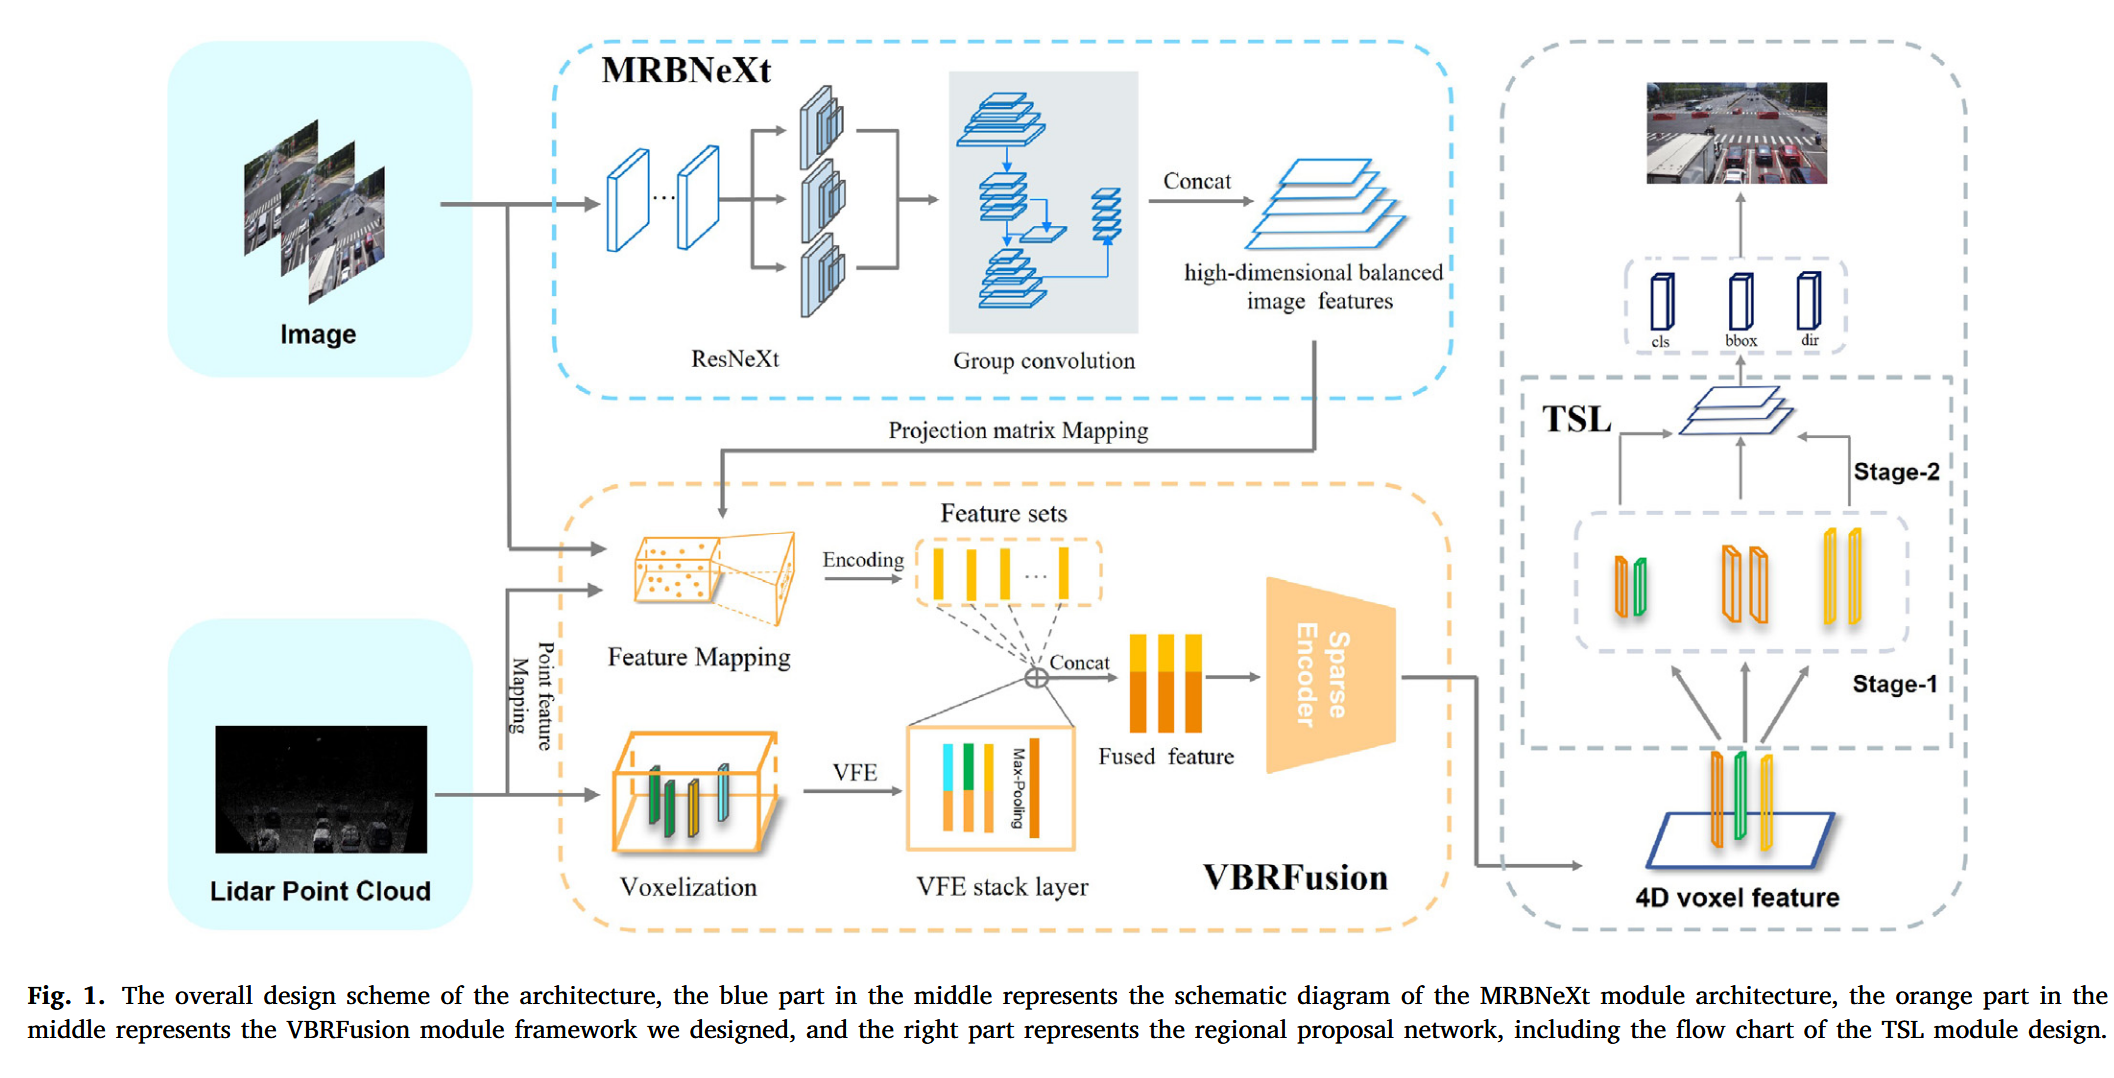 MRBNeXt
Image
ResNeXt
Group convolution
Concat
high-dimensional balanced
image features
Projection matrix Mapping
Point feature
Mapping
Lidar Point Cloud
Feature Mapping
Encoding
Feature sets
...
Voxelization
VFE
Max-Pooling
VFE stack layer
Concat
Fused feature
Sparse
Encoder
VBRFusion
cls
bbox
dir
TSL
Stage-2
Stage-1
4D voxel feature
Fig. 1. The overall design scheme of the architecture, the blue part in the middle represents the schematic diagram of the MRBNeXt module architecture, the orange part in the
middle represents the VBRFusion module framework we designed, and the right part represents the regional proposal network, including the flow chart of the TSL module design.